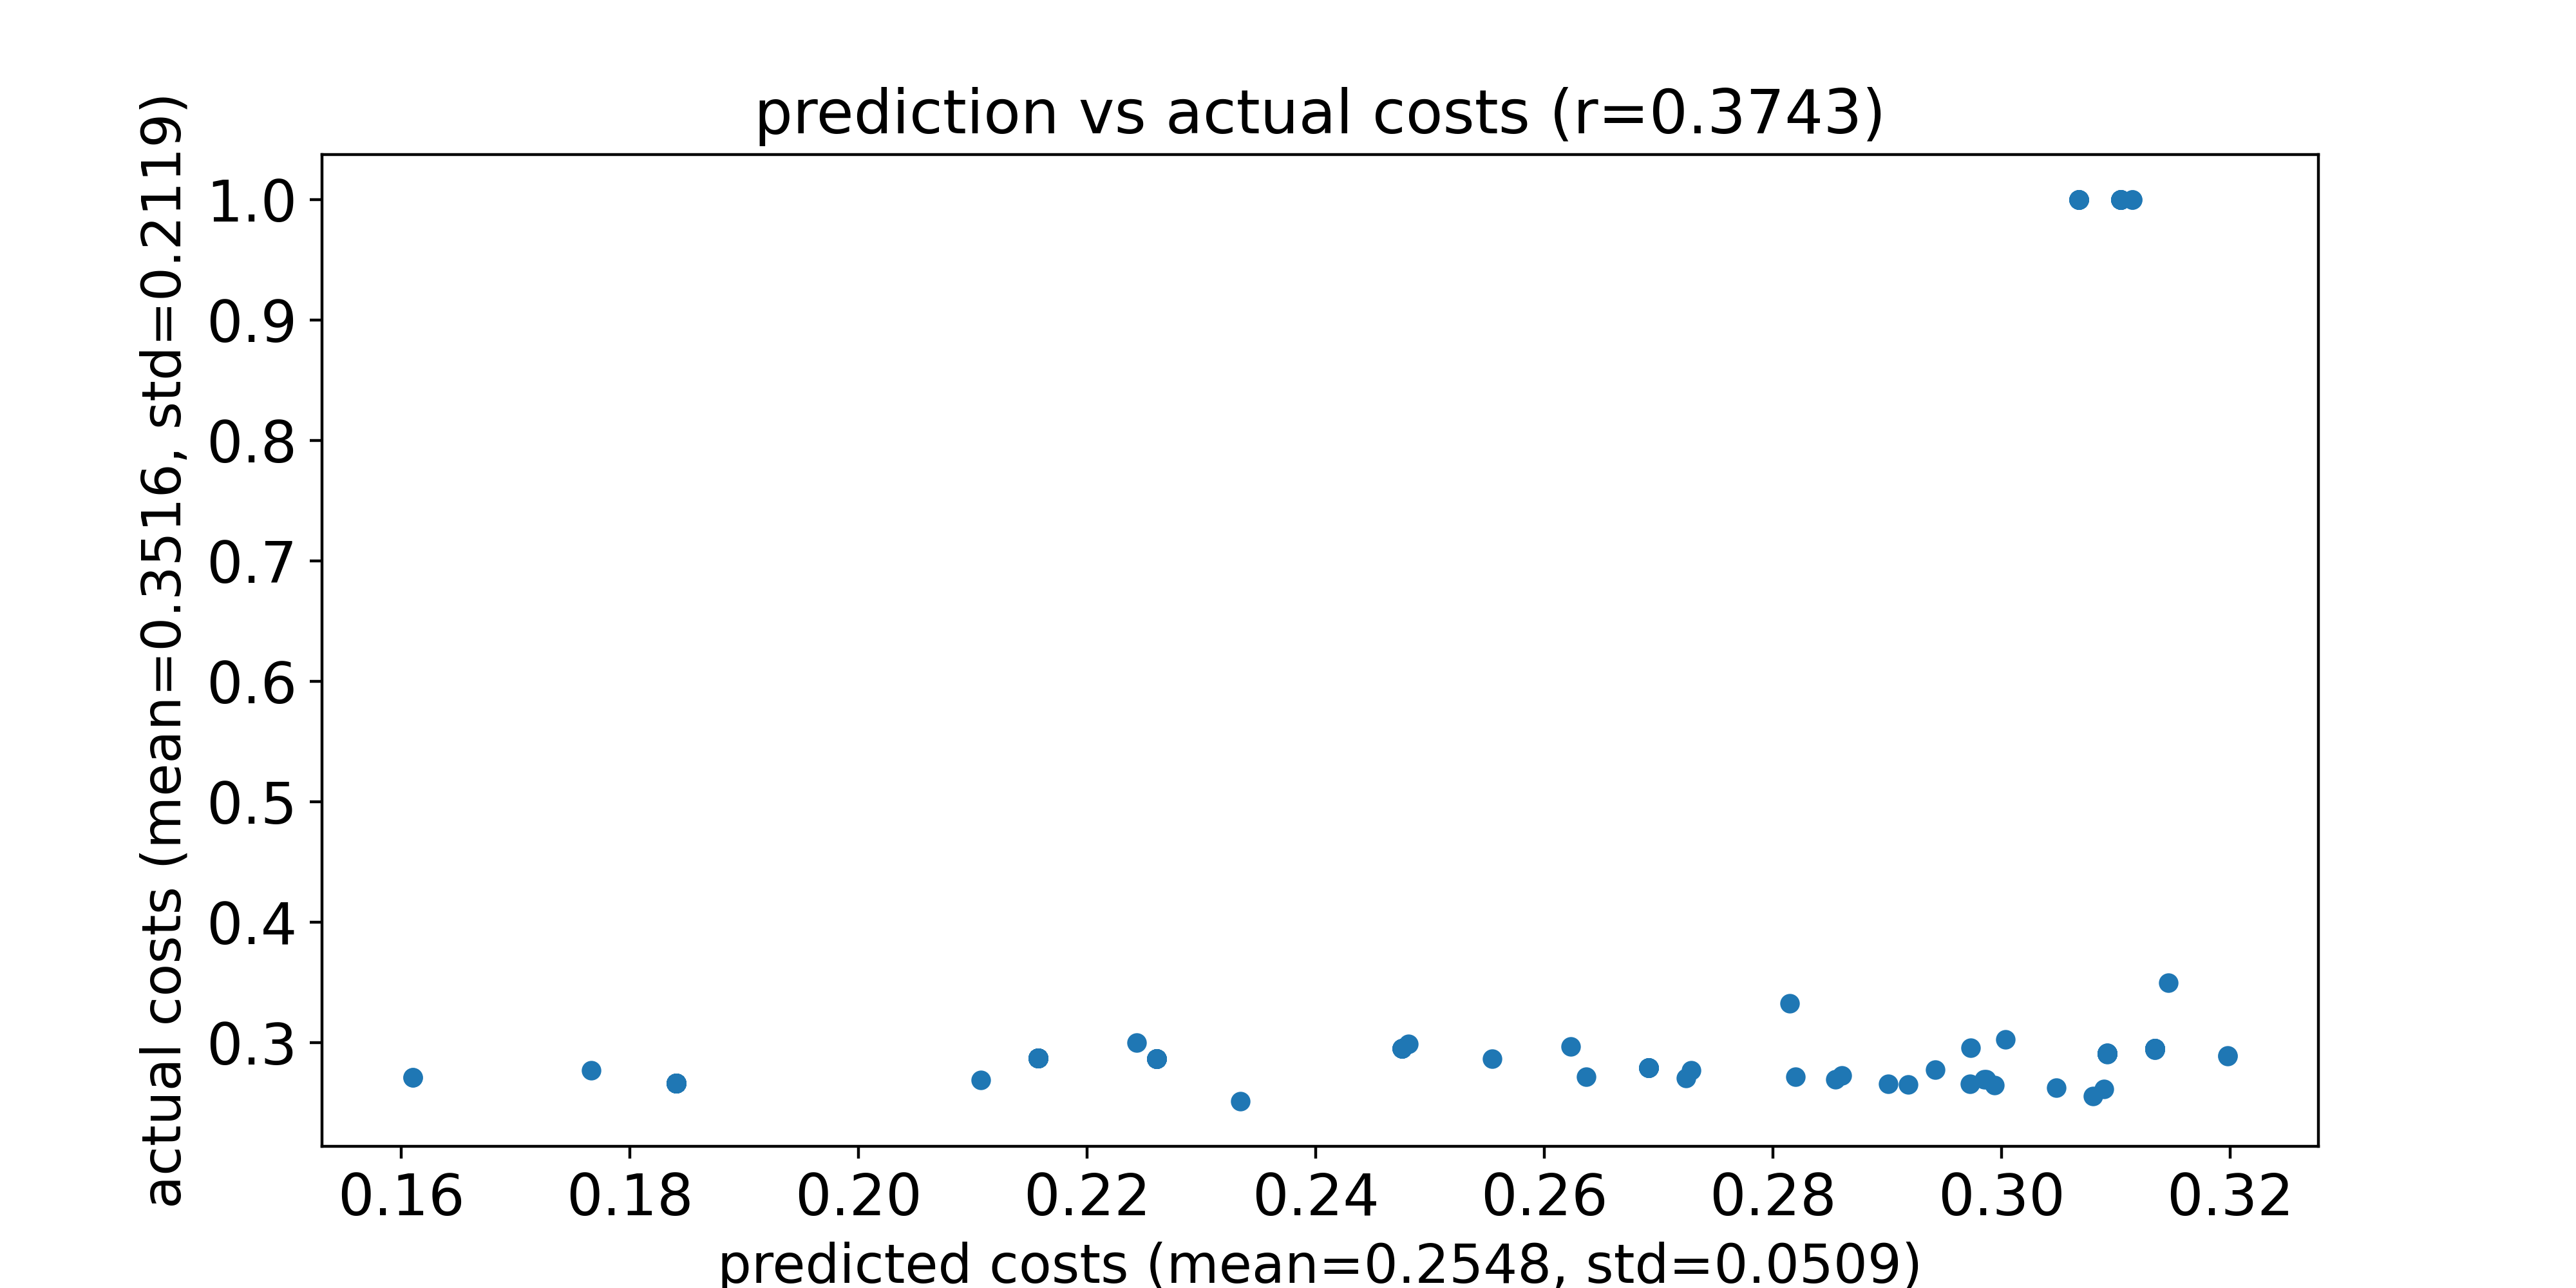 prediction vs actual costs (r=0.3743)
actual costs (mean=0.3516, std=0.2119)
1.0
0.9
0.8
0.7
0.6
0.5
0.4
0.3
0.16 0.18 0.20 0.22 0.24 0.26 0.28 0.30 0.32
predicted costs (mean=0.2548, std=0.0509)